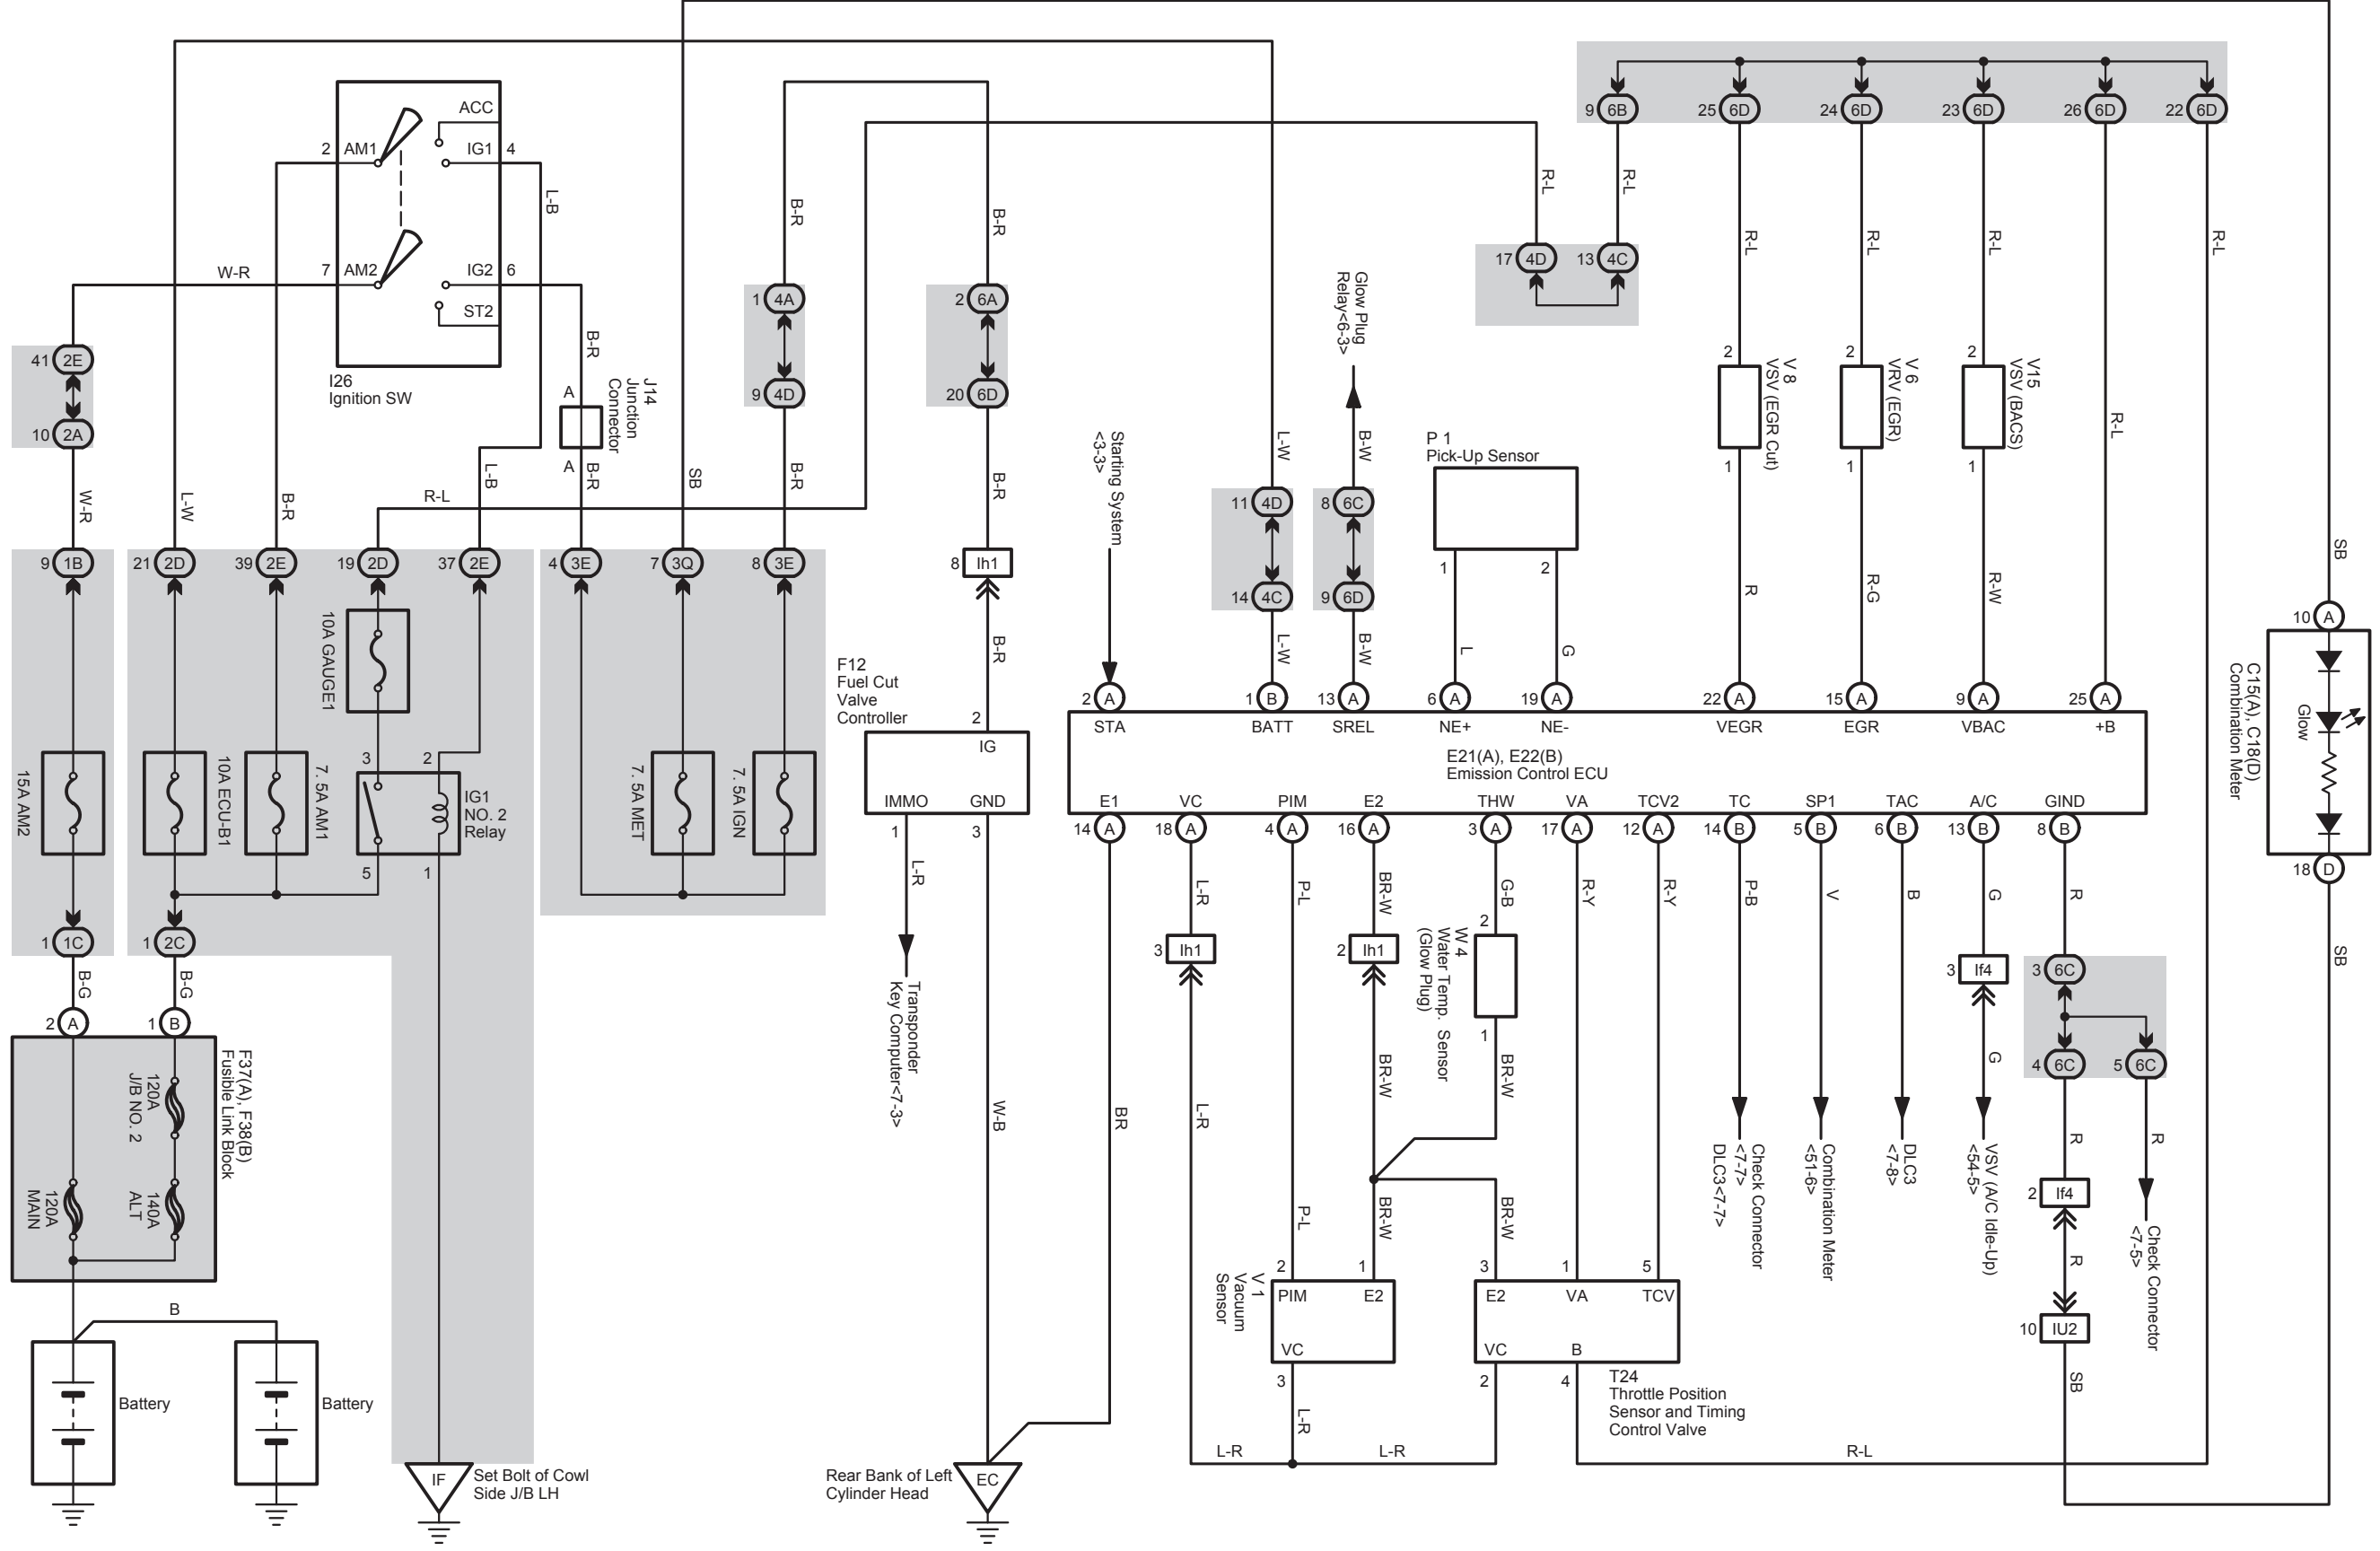 9 6B
25 6D
24 6D
23 6D
26 6D
22 6D
ACC
2 AM1
IG1 4
7 AM2
IG2 6
ST2
I26
Ignition SW
W-R
L-B
B-R
B-R
B-R
R-L
R-L
R-L
R-L
R-L
R-L
R-L
17 4D
13 4C
1 4A
9 4D
2 6A
20 6D
41 2E
10 2A
A
J14
Junction
Connector
A
B-R
Glow Plug
Relay<6-3>
2
V 8
VSV (EGR Cut)
1
2
V 6
VRV (EGR)
1
2
V15
VSV (BACS)
1
W-R
L-W
B-R
R-L
L-B
SB
B-R
B-R
Starting System
<3-3>
L-W
B-W
P 1
Pick-Up Sensor
1
2
11 4D
14 4C
8 6C
9 6D
9 1B
21 2D
39 2E
19 2D
37 2E
4 3E
7 3Q
8 3E
8 Ih1
B-R
L-W
B-W
L
G
R
R-G
R-W
SB
10 A
C15(A), C18(D)
Combination Meter
Glow
18 D
SB
15A AM2
10A ECU-B1
7. 5A AM1
10A GAUGE1
3
2
IG1
NO. 2
Relay
5
1
7. 5A MET
7. 5A IGN
F12
Fuel Cut
Valve
Controller
2
IG
IMMO
GND
1
3
2 A
1 B
13 A
6 A
19 A
22 A
15 A
9 A
25 A
STA
BATT
SREL
NE+
NE-
VEGR
EGR
VBAC
+B
E21(A), E22(B)
Emission Control ECU
E1
VC
PIM
E2
THW
VA
TCV2
TC
SP1
TAC
A/C
GIND
14 A
18 A
4 A
16 A
3 A
17 A
12 A
14 B
5 B
6 B
13 B
8 B
L-R
L-R
P-L
BR-W
G-B
R-Y
R-Y
P-B
V
B
G
R
1 1C
1 2C
B-G
B-G
2 A
1 B
F37(A), F38(B)
Fusible Link Block
120A
J/B NO. 2
140A
ALT
120A
MAIN
B
Battery
Battery
IF
Set Bolt of Cowl
Side J/B LH
Transponder
Key Computer<7-3>
W-B
BR
EC
Rear Bank of Left
Cylinder Head
3 Ih1
2 Ih1
2
W 4
Water Temp. Sensor
(Glow Plug)
1
L-R
BR-W
BR-W
P-L
BR-W
BR-W
3 If4
G
3 6C
4 6C
5 6C
R
R
Check Connector
<7-7>
DLC3<7-7>
Combination Meter
<51-6>
DLC3
<7-8>
VSV (A/C Idle-Up)
<54-5>
2 If4
R
10 IU2
SB
Check Connector
<7-5>
V 1
Vacuum
Sensor
2
1
PIM
E2
VC
3
L-R
L-R
L-R
3
1
5
E2
VA
TCV
VC
B
2
4
T24
Throttle Position
Sensor and Timing
Control Valve
R-L